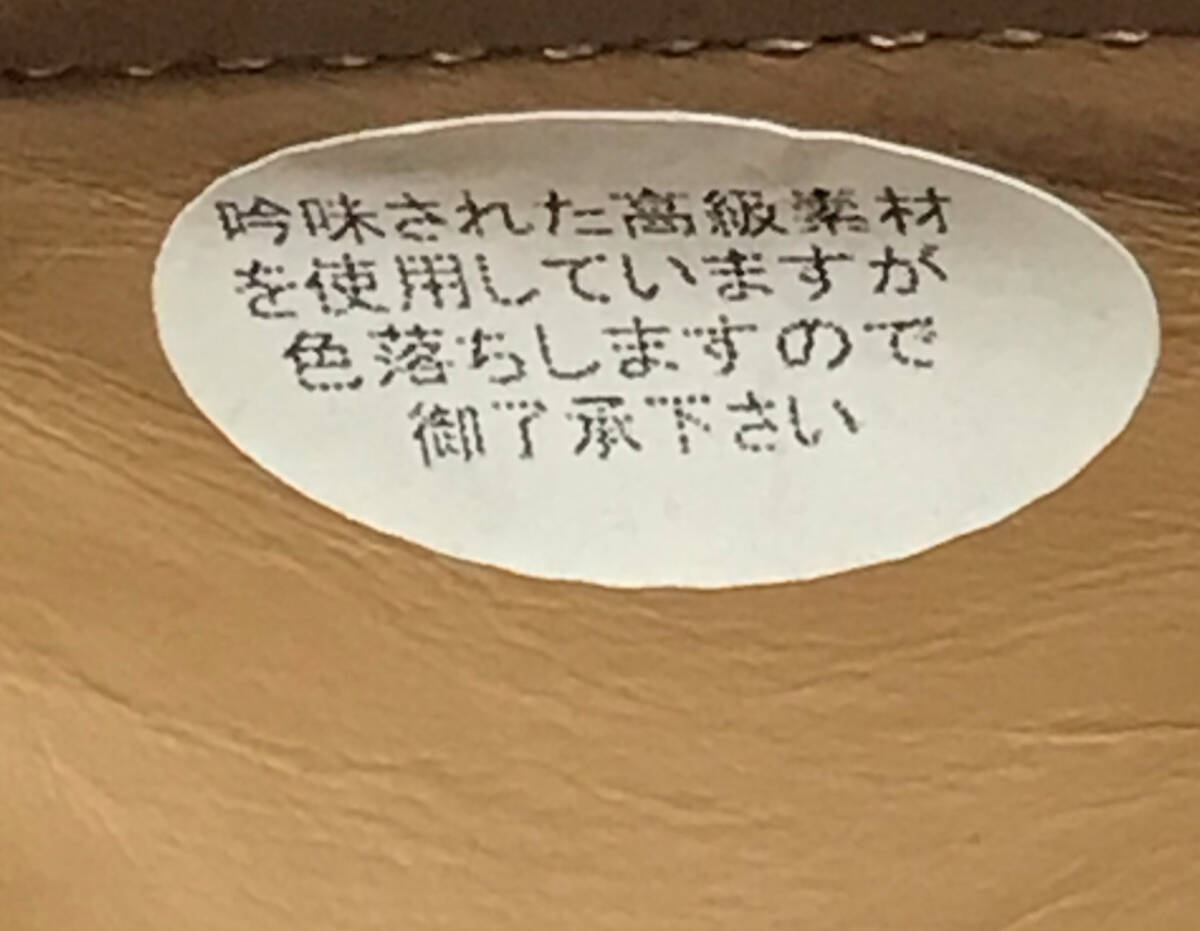 吟味された高級素材
を使用していますが
色落ちしますので
御了承下さい